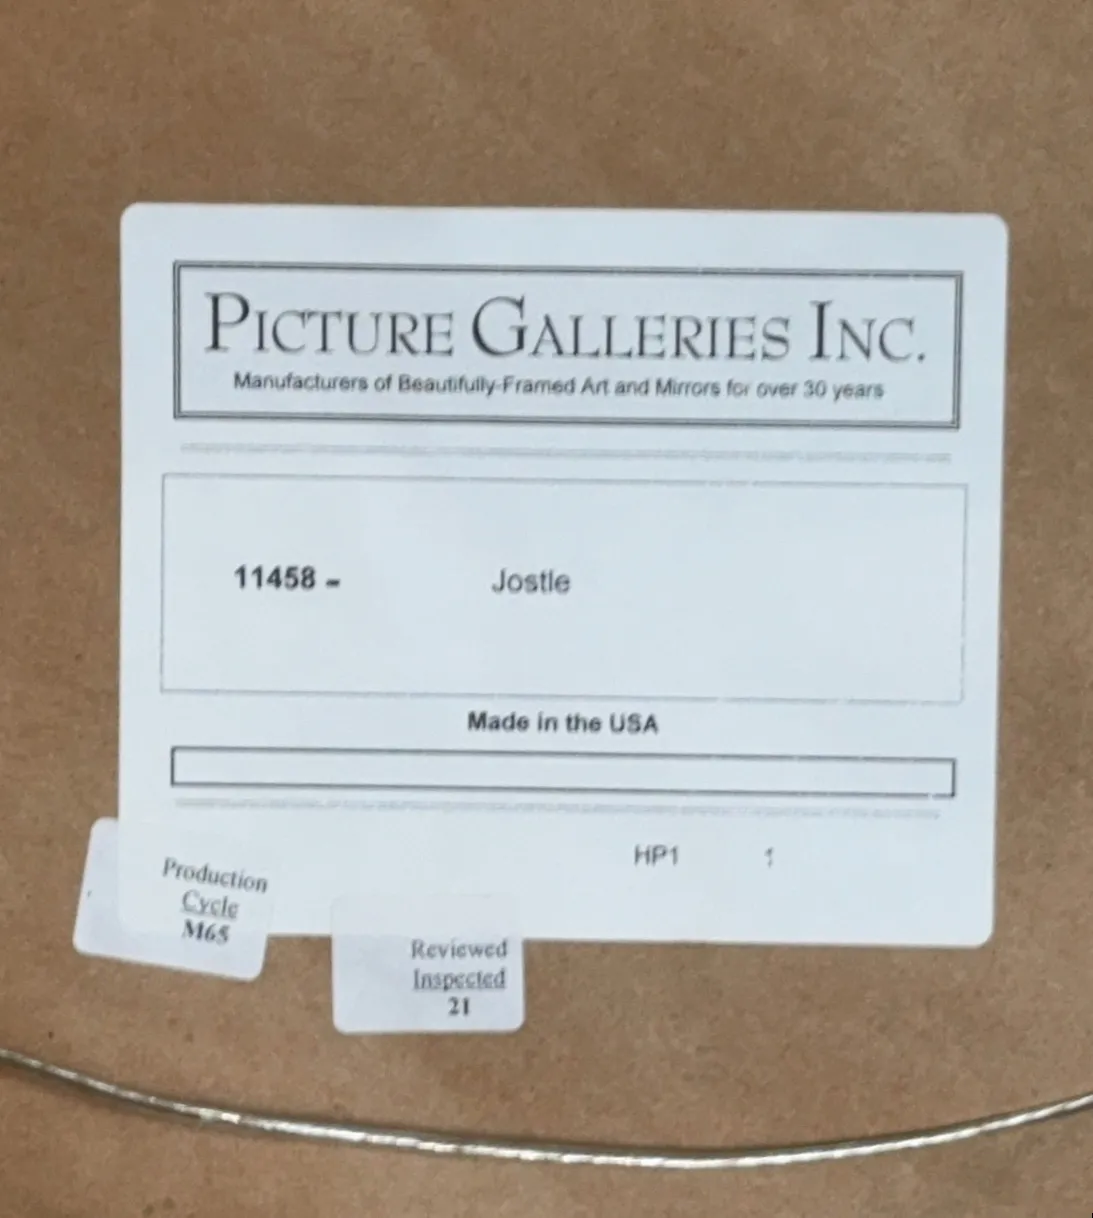 PICTURE GALLERIES INC.
Manufacturers of Beautifully-Framed Art and Mirrors for over 30 years
11458 - Jostle
Made in the USA
HP1 1
Production
Cycle
M65
Reviewed
Inspected
21